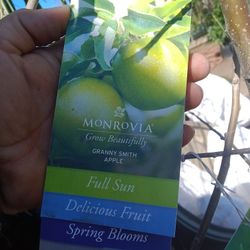 MONROVIA
Grow Beautifully
GRANNY SMITH
APPLE
Full Sun
Delicious Fruit
Spring Blooms